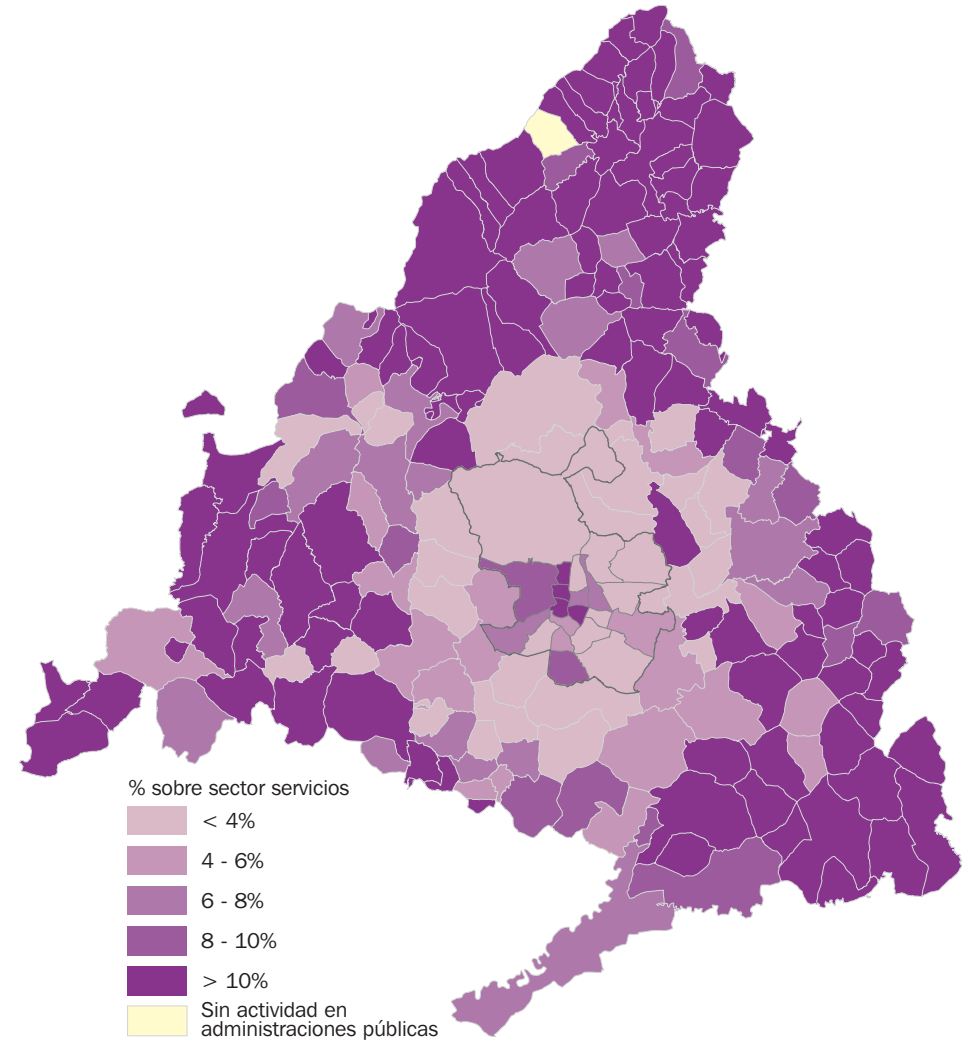 % sobre sector servicios
< 4%
4 - 6%
6 - 8%
8 - 10%
> 10%
Sin actividad en
administraciones públicas